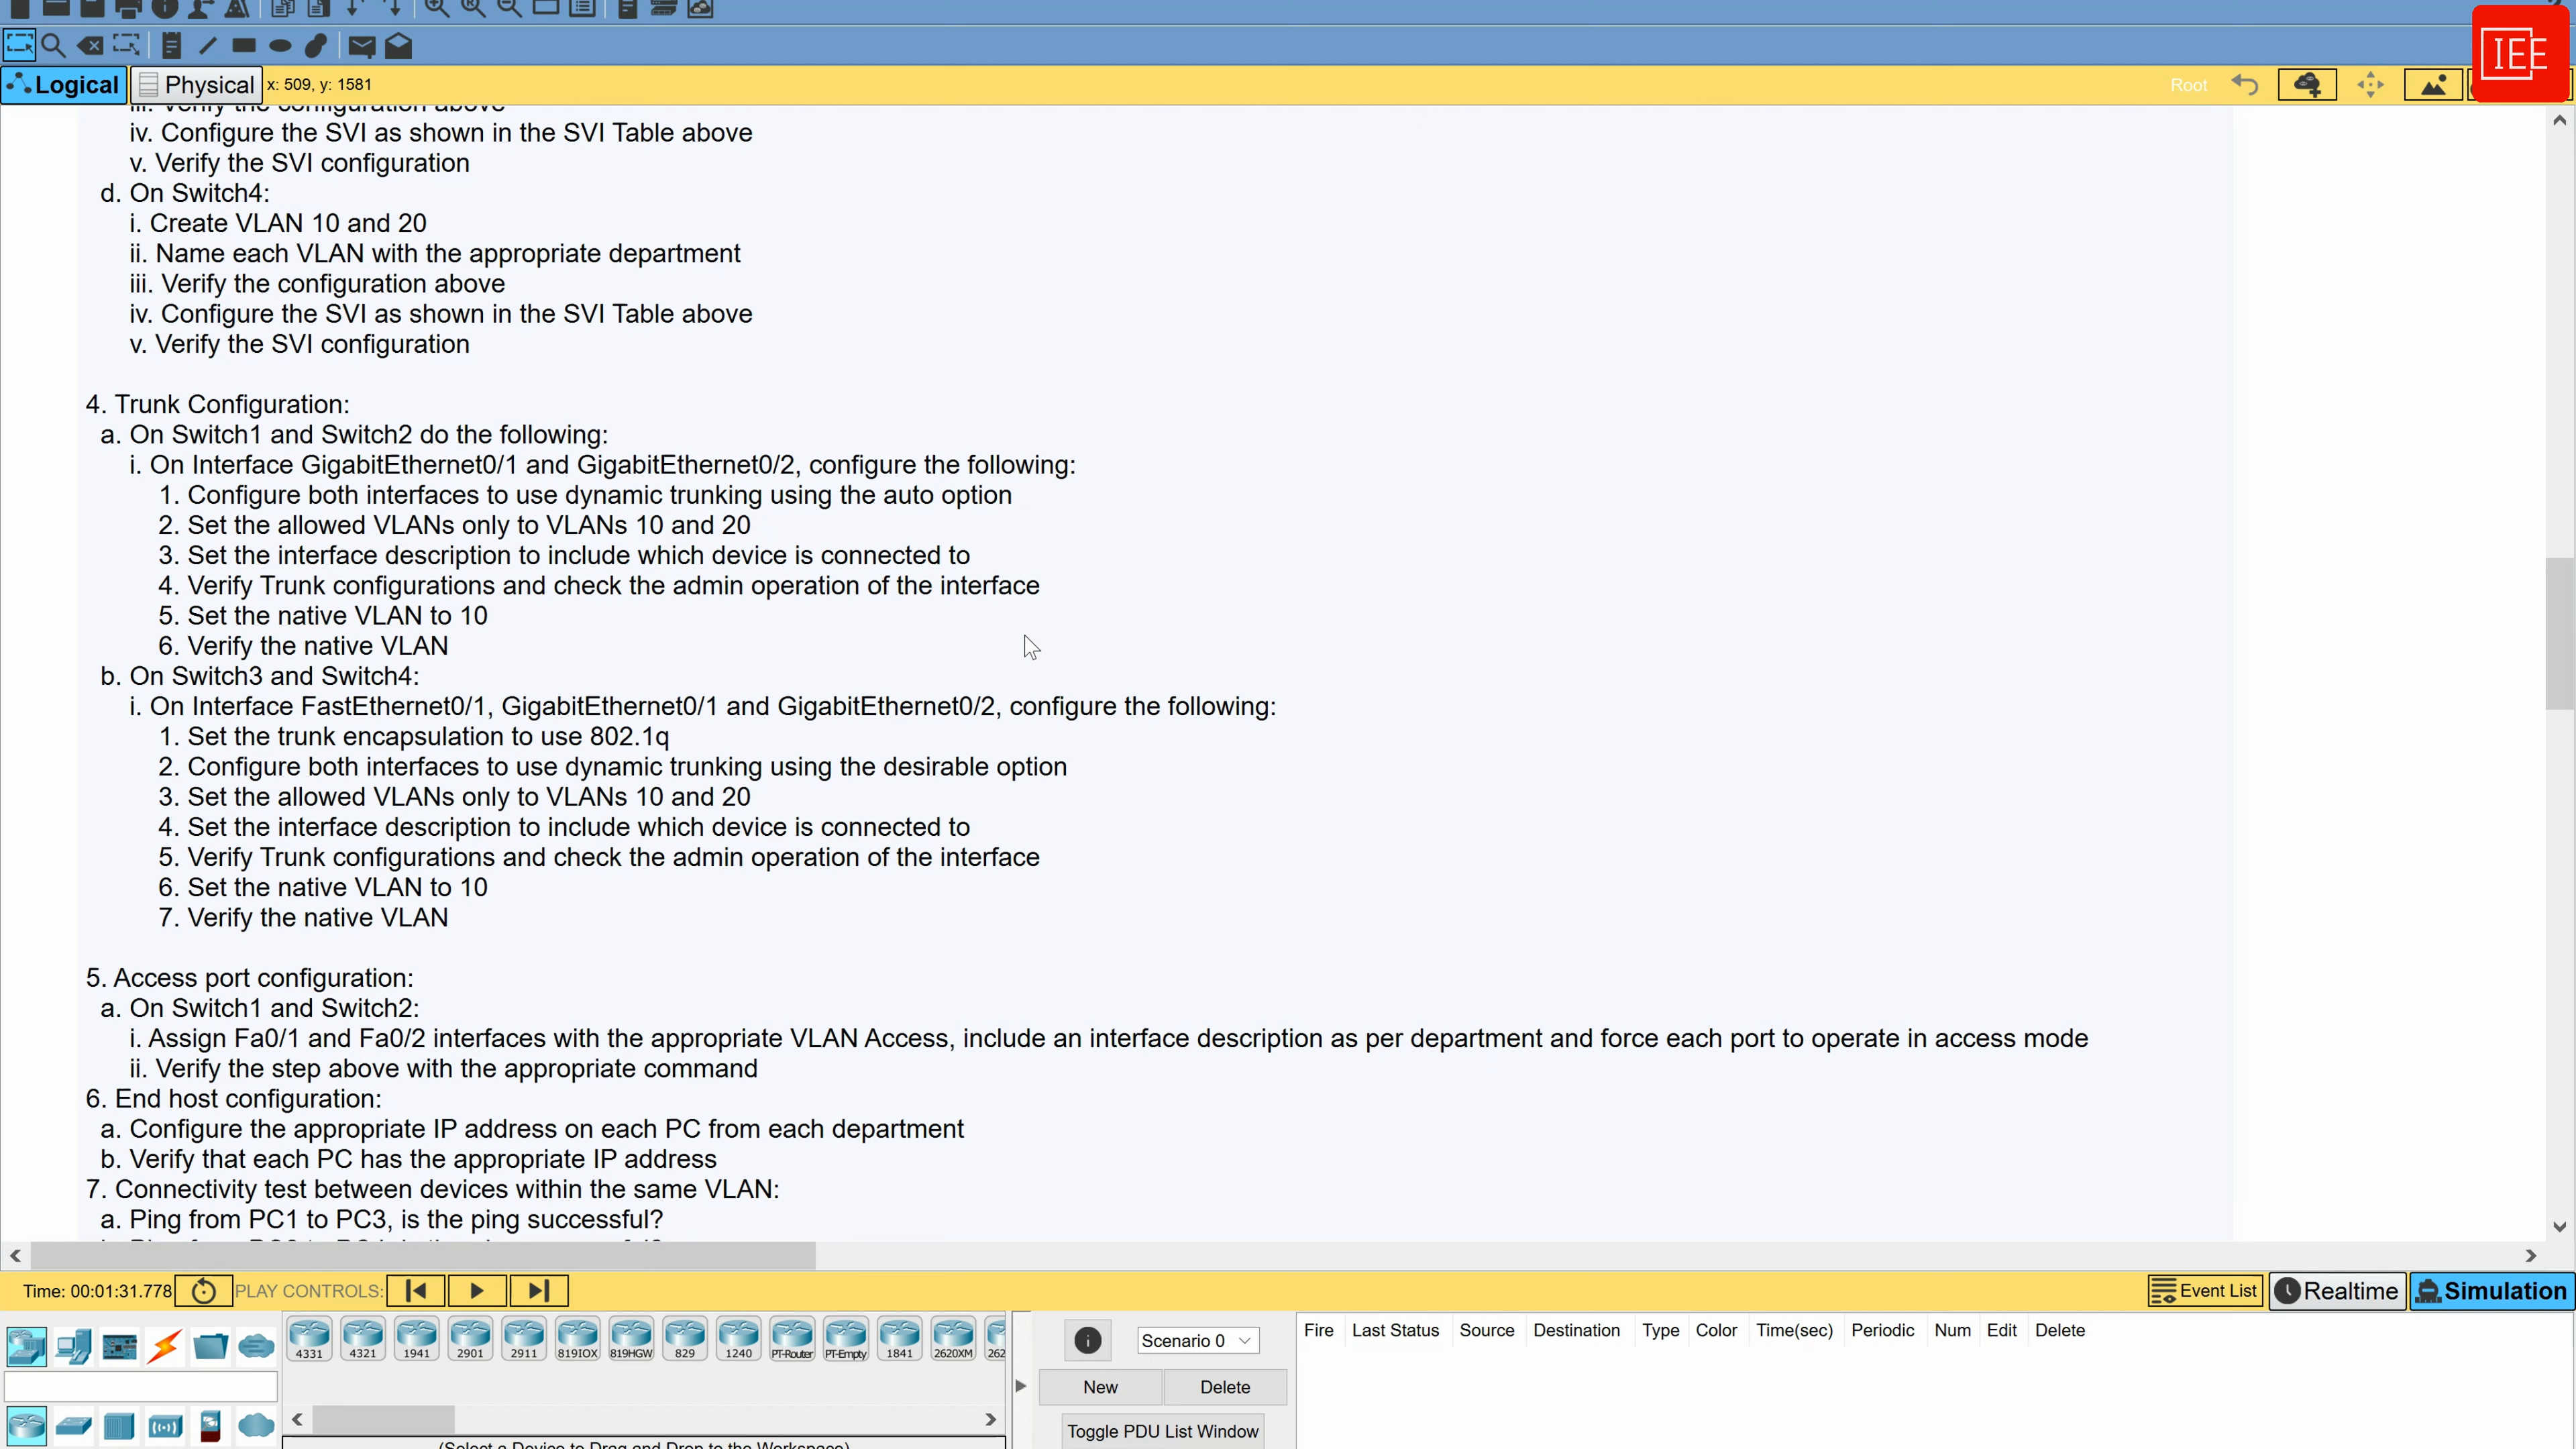 IEE
Logical
Physical
x: 509, y: 1581
Root
iii. Verify the configuration above
iv. Configure the SVI as shown in the SVI Table above
v. Verify the SVI configuration
d. On Switch4:
i. Create VLAN 10 and 20
ii. Name each VLAN with the appropriate department
iii. Verify the configuration above
iv. Configure the SVI as shown in the SVI Table above
v. Verify the SVI configuration
4. Trunk Configuration:
a. On Switch1 and Switch2 do the following:
i. On Interface GigabitEthernet0/1 and GigabitEthernet0/2, configure the following:
1. Configure both interfaces to use dynamic trunking using the auto option
2. Set the allowed VLANs only to VLANs 10 and 20
3. Set the interface description to include which device is connected to
4. Verify Trunk configurations and check the admin operation of the interface
5. Set the native VLAN to 10
6. Verify the native VLAN
b. On Switch3 and Switch4:
i. On Interface FastEthernet0/1, GigabitEthernet0/1 and GigabitEthernet0/2, configure the following:
1. Set the trunk encapsulation to use 802.1q
2. Configure both interfaces to use dynamic trunking using the desirable option
3. Set the allowed VLANs only to VLANs 10 and 20
4. Set the interface description to include which device is connected to
5. Verify Trunk configurations and check the admin operation of the interface
6. Set the native VLAN to 10
7. Verify the native VLAN
5. Access port configuration:
a. On Switch1 and Switch2:
i. Assign Fa0/1 and Fa0/2 interfaces with the appropriate VLAN Access, include an interface description as per department and force each port to operate in access mode
ii. Verify the step above with the appropriate command
6. End host configuration:
a. Configure the appropriate IP address on each PC from each department
b. Verify that each PC has the appropriate IP address
7. Connectivity test between devices within the same VLAN:
a. Ping from PC1 to PC3, is the ping successful?
Time: 00:01:31.778
PLAY CONTROLS:
Event List
Realtime
Simulation
4331 4321 1941 2901 2911 819IOX 819HGW 829 1240 PT-Router PT-Empty 1841 2620XM 262
Scenario 0
New
Delete
Toggle PDU List Window
Fire Last Status Source Destination Type Color Time(sec) Periodic Num Edit Delete
(Select a Device to Drag and Drop to the Workspace)